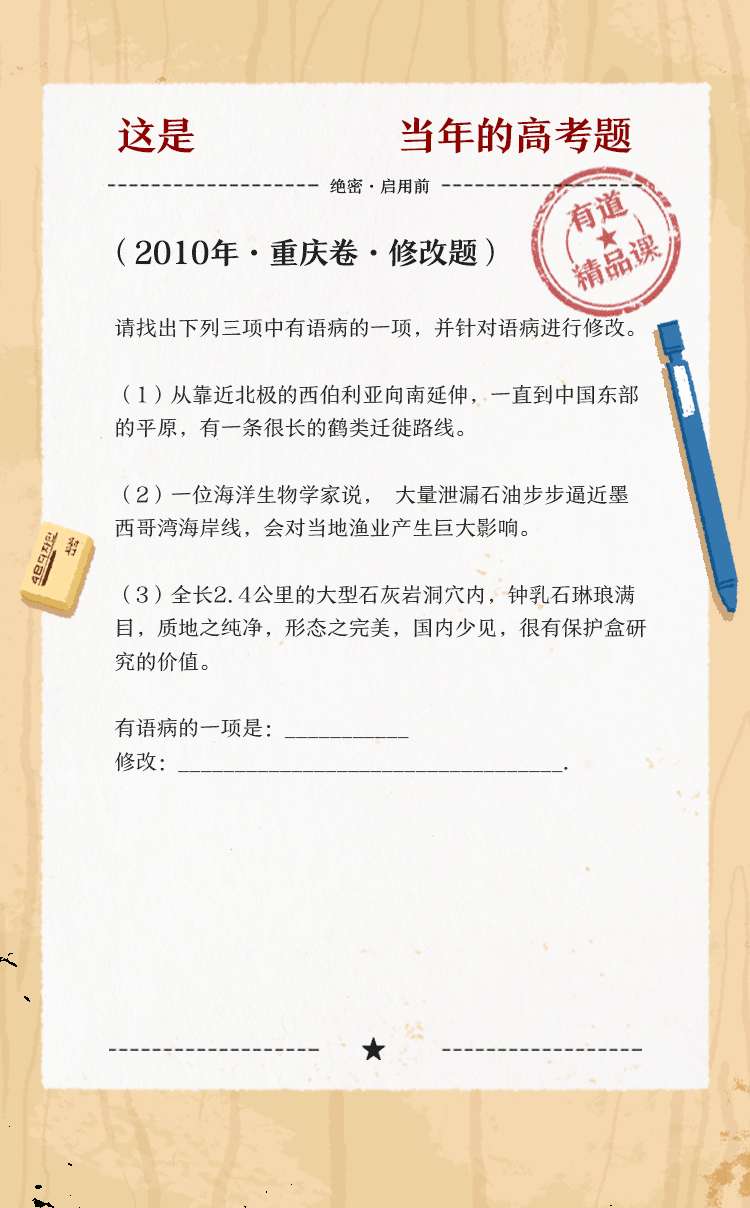 这是 当年的高考题
绝密·启用前
有道
精品课
（2010年·重庆卷·修改题）
请找出下列三项中有语病的一项，并针对语病进行修改。
（1）从靠近北极的西伯利亚向南延伸，一直到中国东部
的平原，有一条很长的鹤类迁徙路线。
（2）一位海洋生物学家说， 大量泄漏石油步步逼近墨
西哥湾海岸线，会对当地渔业产生巨大影响。
（3）全长2.4公里的大型石灰岩洞穴内，钟乳石琳琅满
目，质地之纯净，形态之完美，国内少见，很有保护盒研
究的价值。
有语病的一项是：___________
修改：__________________________________.